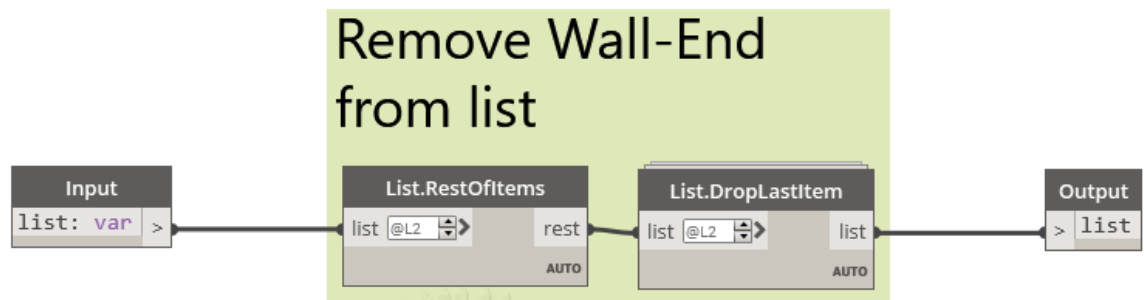 Remove Wall-End
from list
Input
list: var >
List.RestOfItems
list @L2 > rest
AUTO
List.DropLastItem
list @L2 > list
AUTO
Output
> list